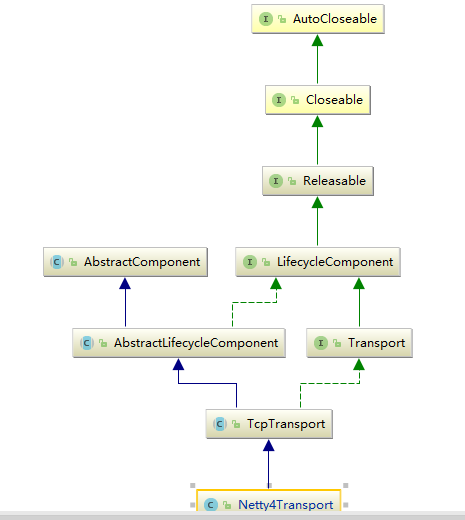 I AutoCloseable
I Closeable
I Releasable
C AbstractComponent
I LifecycleComponent
C AbstractLifecycleComponent
I Transport
C TcpTransport
C Netty4Transport